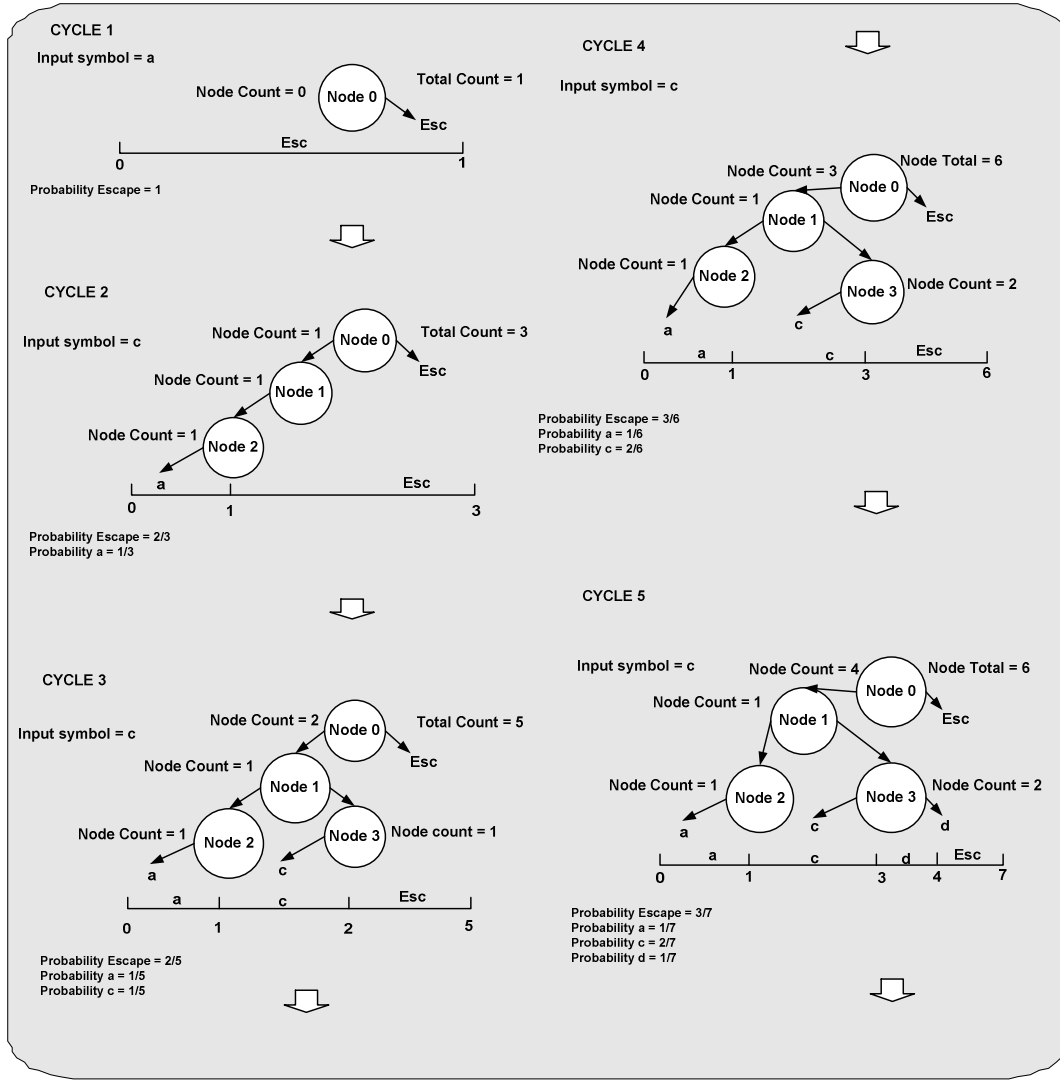 CYCLE 1
Input symbol = a
Node Count = 0
Node 0
Total Count = 1
Esc
Esc
0
1
Probability Escape = 1
CYCLE 2
Input symbol = c
Node Count = 1
Node 0
Total Count = 3
Esc
Node Count = 1
Node 1
Node Count = 1
Node 2
a
Esc
0
1
3
Probability Escape = 2/3
Probability a = 1/3
CYCLE 3
Input symbol = c
Node Count = 2
Node 0
Total Count = 5
Esc
Node Count = 1
Node 1
Node Count = 1
Node 2
Node 3
Node count = 1
a
c
a
c
Esc
0
1
2
5
Probability Escape = 2/5
Probability a = 1/5
Probability c = 1/5
CYCLE 4
Input symbol = c
Node Count = 3
Node 0
Node Total = 6
Esc
Node Count = 1
Node 1
Node Count = 1
Node 2
Node 3
Node Count = 2
a
c
a
c
Esc
0
1
3
6
Probability Escape = 3/6
Probability a = 1/6
Probability c = 2/6
CYCLE 5
Input symbol = c
Node Count = 4
Node 0
Node Total = 6
Esc
Node Count = 1
Node 1
Node Count = 1
Node 2
Node 3
Node Count = 2
a
c
d
a
c
d
Esc
0
1
3
4
7
Probability Escape = 3/7
Probability a = 1/7
Probability c = 2/7
Probability d = 1/7